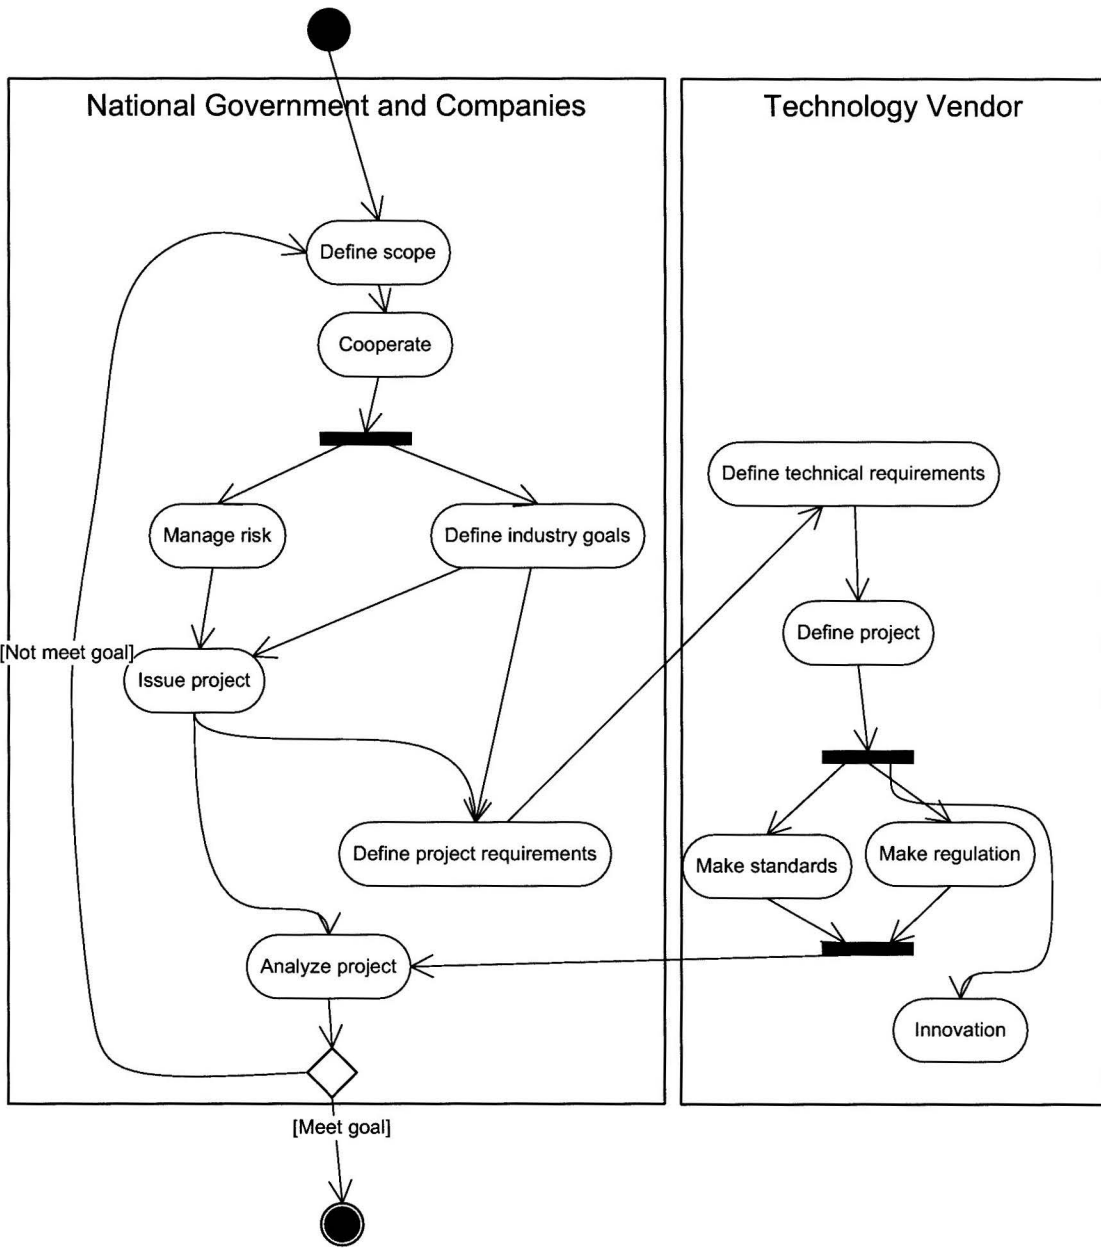 National Government and Companies
Technology Vendor
Define scope
Cooperate
Define technical requirements
Manage risk
Define industry goals
Define project
[Not meet goal]
Issue project
Define project requirements
Make standards
Make regulation
Analyze project
Innovation
[Meet goal]